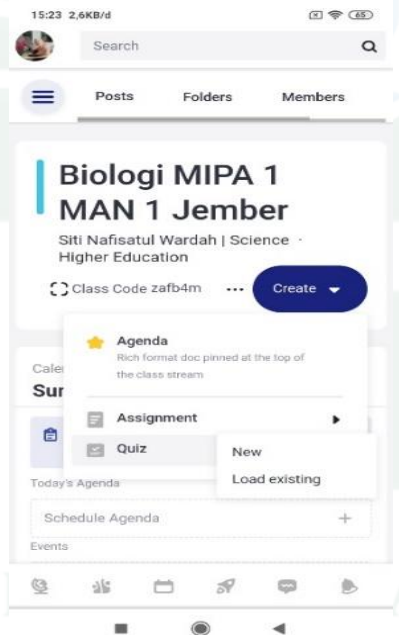 15:23 2,6KB/d
65
Search
Posts Folders Members
Biologi MIPA 1
MAN 1 Jember
Siti Nafisatul Wardah | Science ·
Higher Education
Class Code zafb4m ... Create
Agenda
Rich format doc pinned at the top of
the class stream
Cale
Sur
Assignment
Quiz
New
Load existing
Today's Agenda
Schedule Agenda +
Events